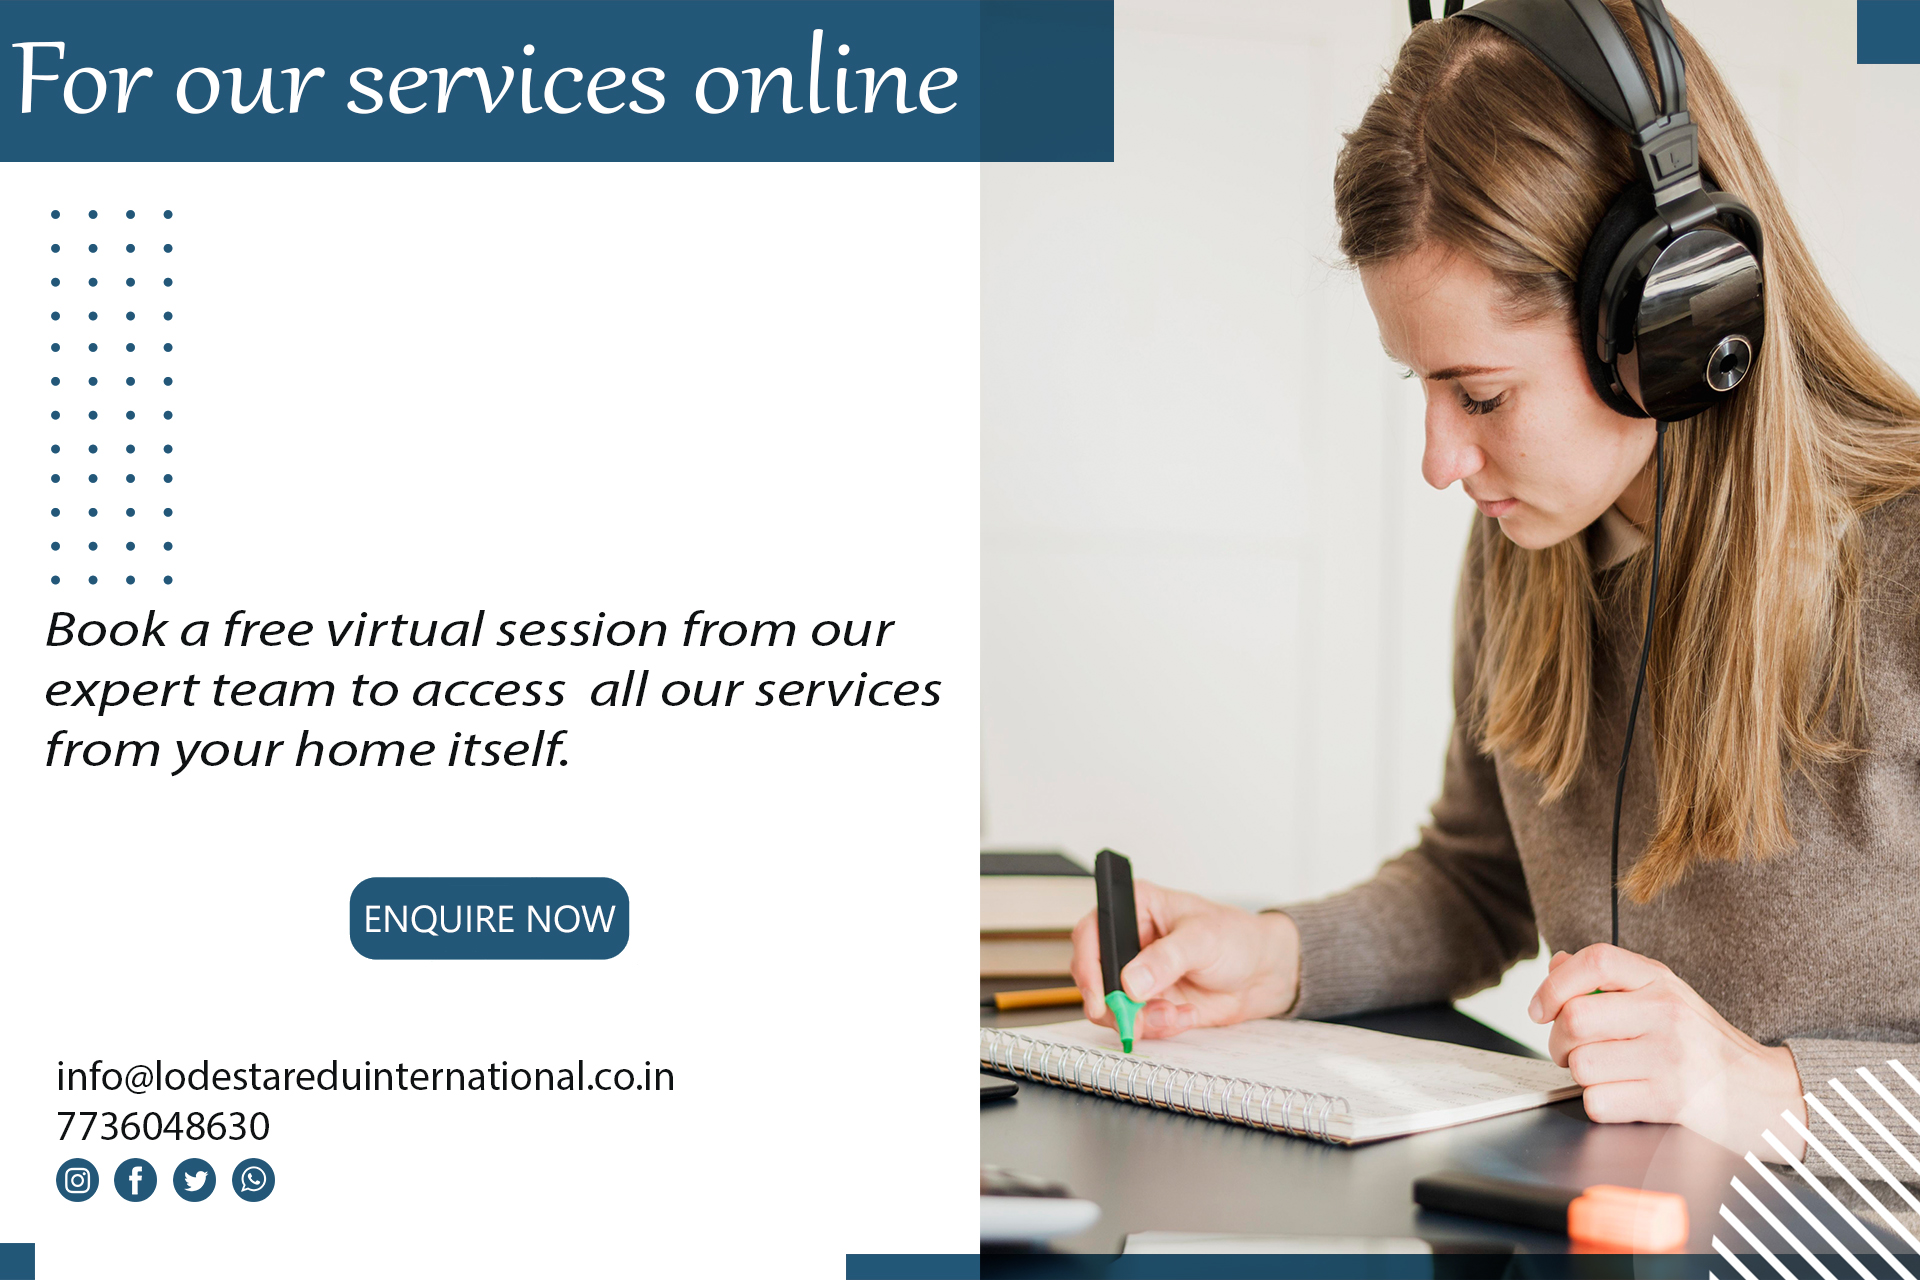 For our services online
Book a free virtual session from our
expert team to access  all our services
from your home itself.
ENQUIRE NOW
info@lodestareduinternational.co.in
7736048630